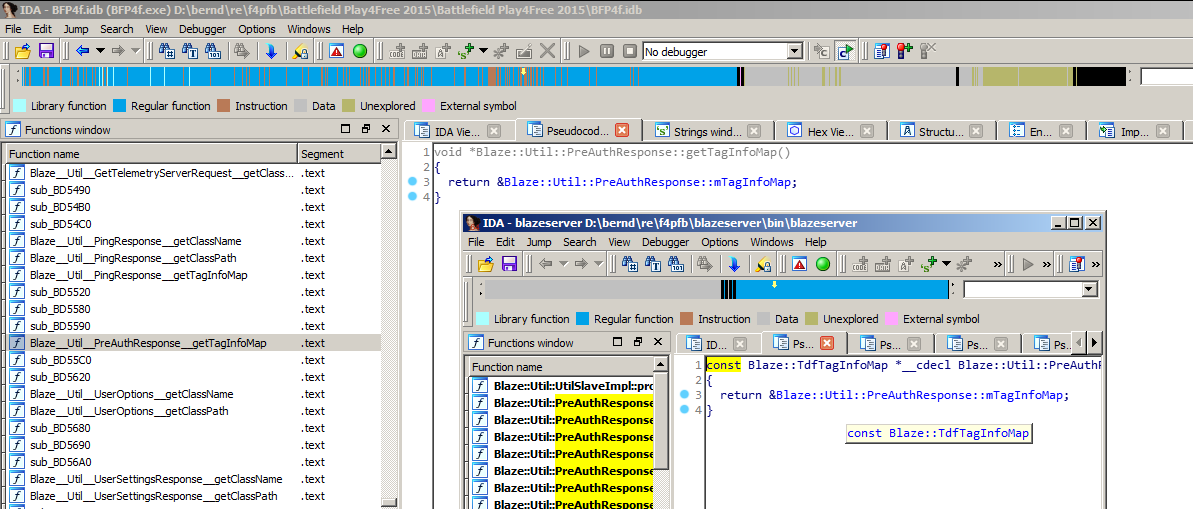 IDA - BFP4f.idb (BFP4f.exe) D:\bernd\re\f4pfb\Battlefield Play4Free 2015\Battlefield Play4Free 2015\BFP4f.idb
File Edit Jump Search View Debugger Options Windows Help
No debugger
Library function Regular function Instruction Data Unexplored External symbol
Functions window
Function name Segment
Blaze__Util__GetTelemetryServerRequest__getClass... .text
sub_BD5490 .text
sub_BD54B0 .text
sub_BD54C0 .text
Blaze__Util__PingResponse__getClassName .text
Blaze__Util__PingResponse__getClassPath .text
Blaze__Util__PingResponse__getTagInfoMap .text
sub_BD5520 .text
sub_BD5580 .text
sub_BD5590 .text
Blaze__Util__PreAuthResponse__getTagInfoMap .text
sub_BD55C0 .text
sub_BD5620 .text
Blaze__Util__UserOptions__getClassName .text
Blaze__Util__UserOptions__getClassPath .text
sub_BD5680 .text
sub_BD5690 .text
sub_BD56A0 .text
Blaze__Util__UserSettingsResponse__getClassName .text
Blaze__Util__UserSettingsResponse__getClassPath .text
IDA Vie... Pseudocod... Strings wind... Hex Vie... Structu... En... Imp...
1 void *Blaze::Util::PreAuthResponse::getTagInfoMap()
2 {
3 return &Blaze::Util::PreAuthResponse::mTagInfoMap;
4 }
IDA - blazeserver D:\bernd\re\f4pfb\blazeserver\bin\blazeserver
File Edit Jump Search View Debugger Options Windows Help
Library function Regular function Instruction Data Unexplored External symbol
Functions window
Function name
Blaze::Util::UtilSlaveImpl::pro
Blaze::Util::PreAuthResponse
Blaze::Util::PreAuthResponse
Blaze::Util::PreAuthResponse
Blaze::Util::PreAuthResponse
Blaze::Util::PreAuthResponse
Blaze::Util::PreAuthResponse
Blaze::Util::PreAuthResponse
ID... Ps... Ps... Ps... Ps.
1 const Blaze::TdfTagInfoMap *__cdecl Blaze::Util::PreAuthR
2 {
3 return &Blaze::Util::PreAuthResponse::mTagInfoMap;
4 }
const Blaze::TdfTagInfoMap